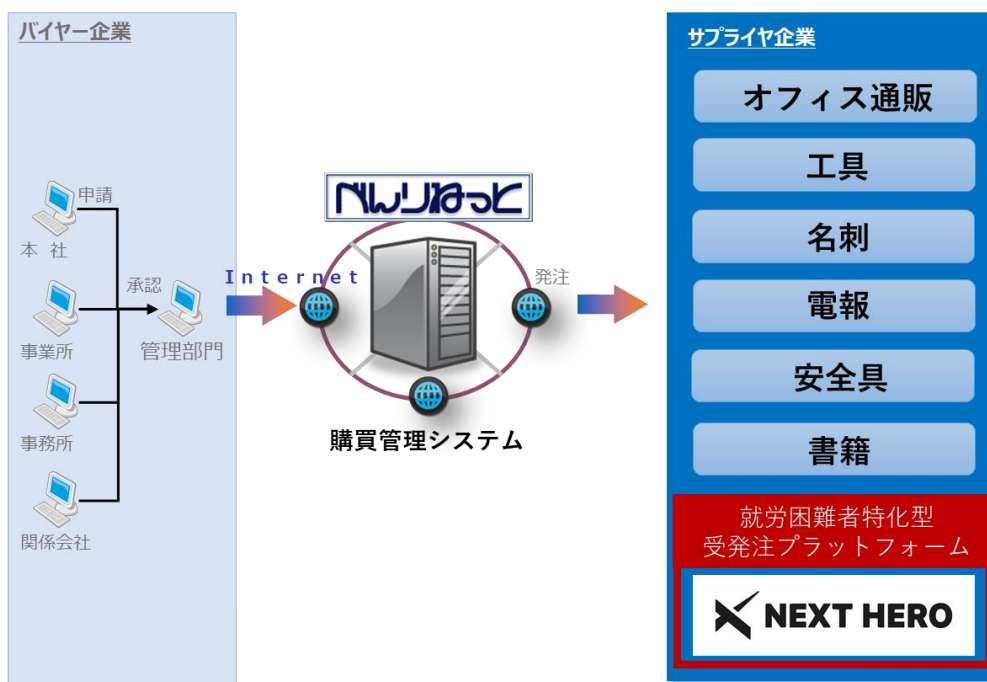 バイヤー企業
申請
本 社
承認
事業所
管理部門
事務所
関係会社
Internet
べんりねっと
発注
購買管理システム
サプライヤ企業
オフィス通販
工具
名刺
電報
安全具
書籍
就労困難者特化型
受発注プラットフォーム
NEXT HERO